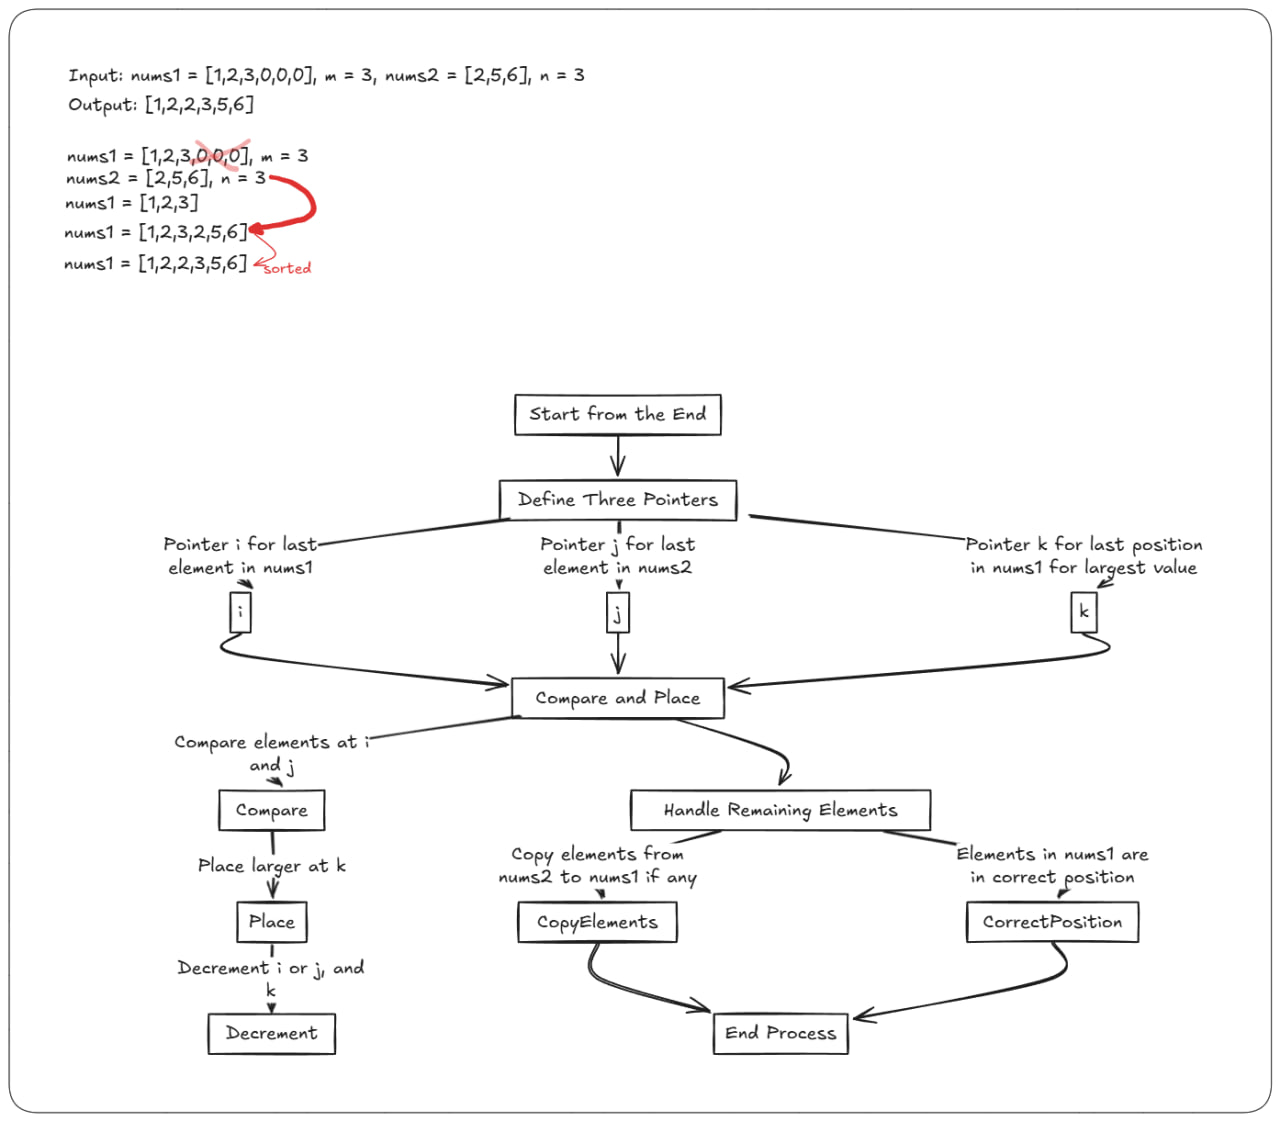 Input: nums1 = [1,2,3,0,0,0], m = 3, nums2 = [2,5,6], n = 3
Output: [1,2,2,3,5,6]
nums1 = [1,2,3,0,0,0], m = 3
nums2 = [2,5,6], n = 3
nums1 = [1,2,3]
nums1 = [1,2,3,2,5,6]
nums1 = [1,2,2,3,5,6]
sorted
Start from the End
Define Three Pointers
Pointer i for last
element in nums1
Pointer j for last
element in nums2
Pointer k for last position
in nums1 for largest value
i
j
k
Compare and Place
Compare elements at i
and j
Compare
Handle Remaining Elements
Place larger at k
Copy elements from
nums2 to nums1 if any
Elements in nums1 are
in correct position
Place
CopyElements
CorrectPosition
Decrement i or j, and
k
Decrement
End Process